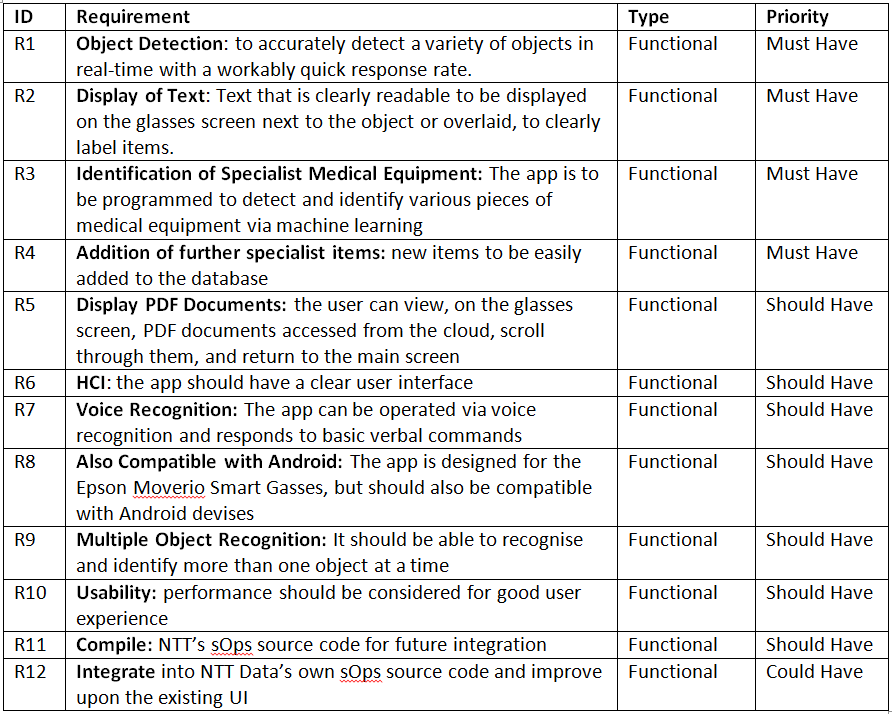 ID Requirement Type Priority
R1 Object Detection: to accurately detect a variety of objects in Functional Must Have
real-time with a workably quick response rate.
R2 Display of Text: Text that is clearly readable to be displayed Functional Must Have
on the glasses screen next to the object or overlaid, to clearly
label items.
R3 Identification of Specialist Medical Equipment: The app is to Functional Must Have
be programmed to detect and identify various pieces of
medical equipment via machine learning
R4 Addition of further specialist items: new items to be easily Functional Must Have
added to the database
R5 Display PDF Documents: the user can view, on the glasses Functional Should Have
screen, PDF documents accessed from the cloud, scroll
through them, and return to the main screen
R6 HCI: the app should have a clear user interface Functional Should Have
R7 Voice Recognition: The app can be operated via voice Functional Should Have
recognition and responds to basic verbal commands
R8 Also Compatible with Android: The app is designed for the Functional Should Have
Epson Moverio Smart Gasses, but should also be compatible
with Android devises
R9 Multiple Object Recognition: It should be able to recognise Functional Should Have
and identify more than one object at a time
R10 Usability: performance should be considered for good user Functional Should Have
experience
R11 Compile: NTT’s sOps source code for future integration Functional Should Have
R12 Integrate into NTT Data’s own sOps source code and improve Functional Could Have
upon the existing UI